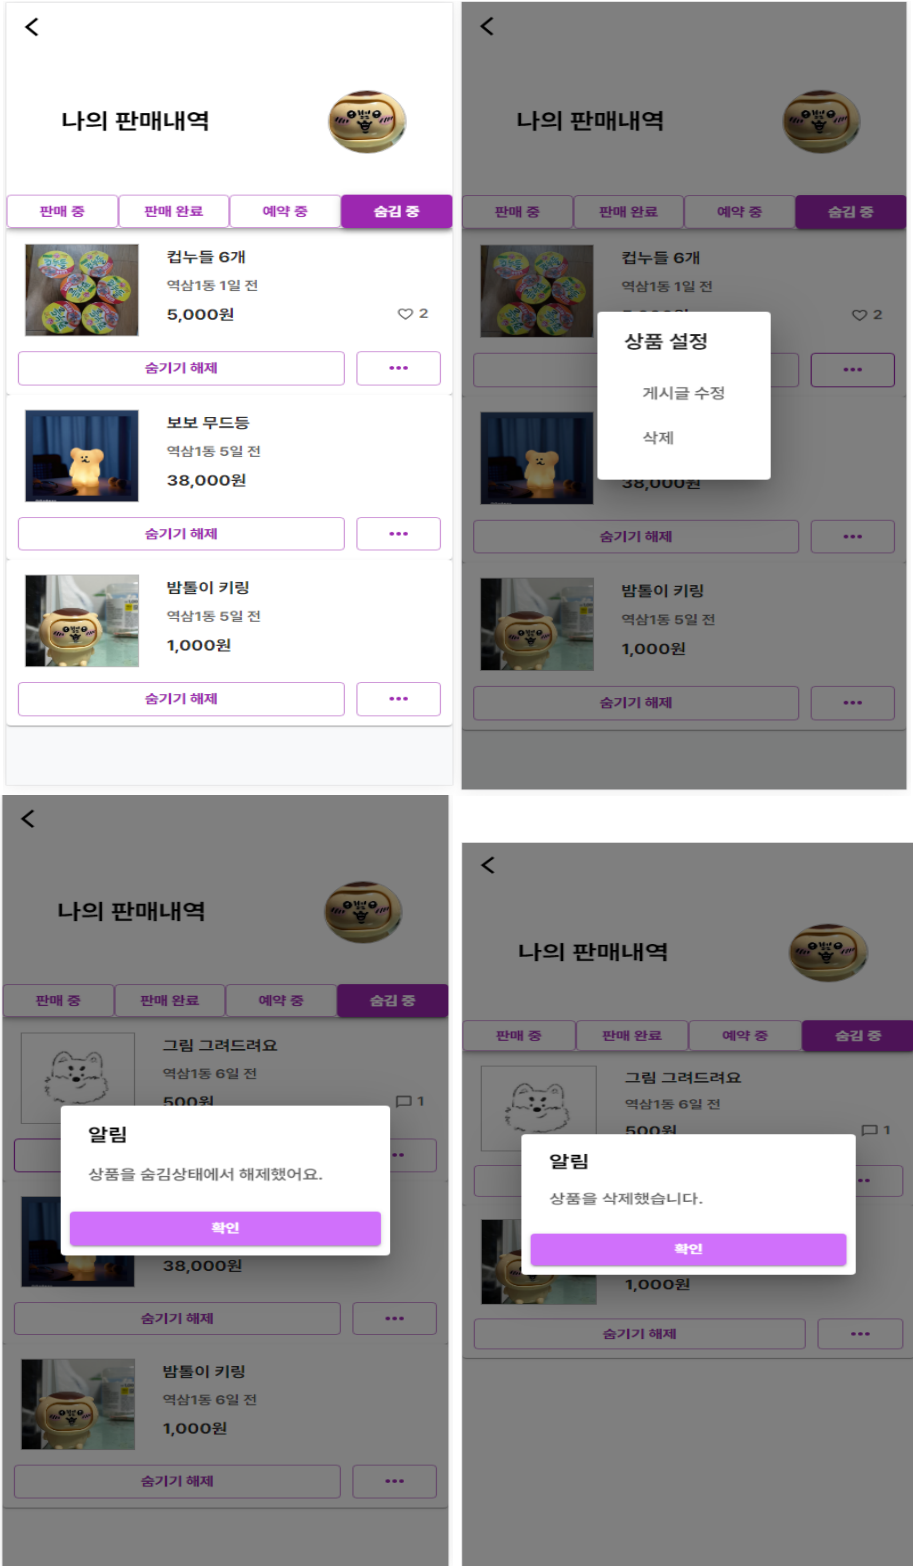 나의 판매내역
판매 중
판매 완료
예약 중
숨김 중
컵누들 6개
역삼1동 1일 전
5,000원
2
숨기기 해제
보보 무드등
역삼1동 5일 전
38,000원
숨기기 해제
밤톨이 키링
역삼1동 5일 전
1,000원
숨기기 해제
나의 판매내역
판매 중
판매 완료
예약 중
숨김 중
컵누들 6개
역삼1동 1일 전
2
상품 설정
게시글 수정
삭제
38,000원
숨기기 해제
밤톨이 키링
역삼1동 5일 전
1,000원
숨기기 해제
나의 판매내역
판매 중
판매 완료
예약 중
숨김 중
그림 그려드려요
역삼1동 6일 전
500원
1
알림
상품을 숨김상태에서 해제했어요.
확인
38,000원
숨기기 해제
밤톨이 키링
역삼1동 6일 전
1,000원
숨기기 해제
나의 판매내역
판매 중
판매 완료
예약 중
숨김 중
그림 그려드려요
역삼1동 6일 전
500원
1
알림
상품을 삭제했습니다.
확인
1,000원
숨기기 해제